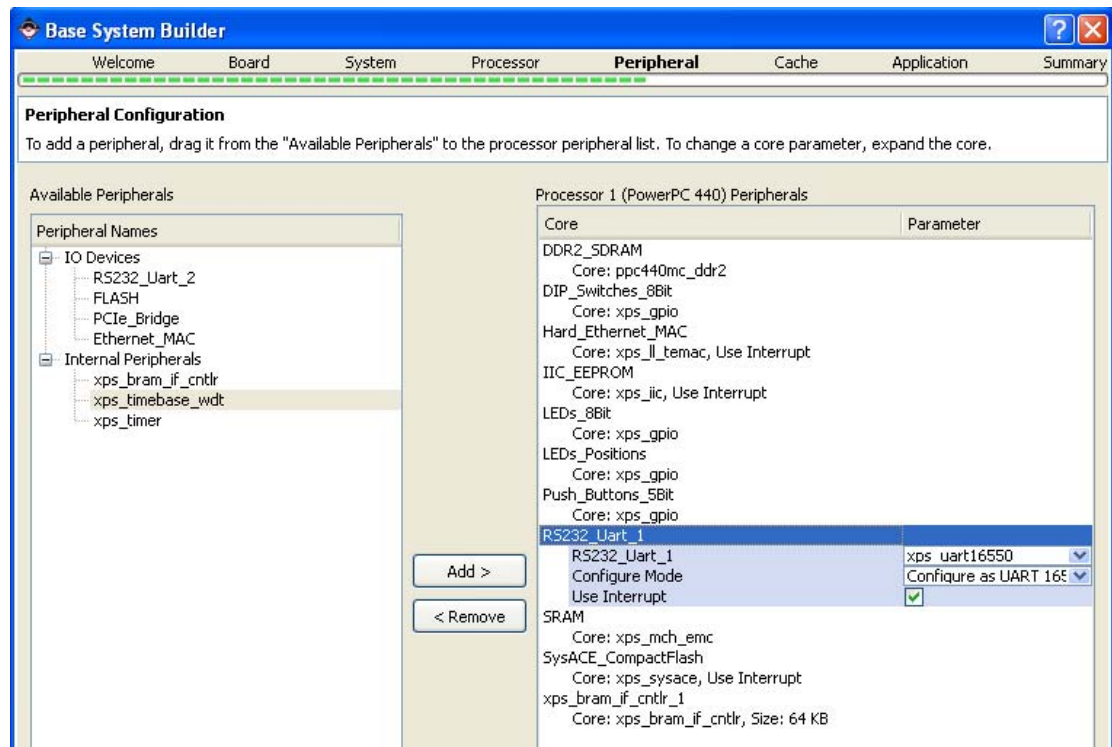 Base System Builder
Welcome Board System Processor Peripheral Cache Application Summary
Peripheral Configuration
To add a peripheral, drag it from the "Available Peripherals" to the processor peripheral list. To change a core parameter, expand the core.
Available Peripherals
Peripheral Names
IO Devices
RS232_Uart_2
FLASH
PCIe_Bridge
Ethernet_MAC
Internal Peripherals
xps_bram_if_cntlr
xps_timebase_wdt
xps_timer
Add >
< Remove
Processor 1 (PowerPC 440) Peripherals
Core Parameter
DDR2_SDRAM
Core: ppc440mc_ddr2
DIP_Switches_8Bit
Core: xps_gpio
Hard_Ethernet_MAC
Core: xps_ll_temac, Use Interrupt
IIC_EEPROM
Core: xps_iic, Use Interrupt
LEDs_8Bit
Core: xps_gpio
LEDs_Positions
Core: xps_gpio
Push_Buttons_5Bit
Core: xps_gpio
RS232_Uart_1
RS232_Uart_1 xps_uart16550
Configure Mode Configure as UART 165
Use Interrupt
SRAM
Core: xps_mch_emc
SysACE_CompactFlash
Core: xps_sysace, Use Interrupt
xps_bram_if_cntlr_1
Core: xps_bram_if_cntlr, Size: 64 KB